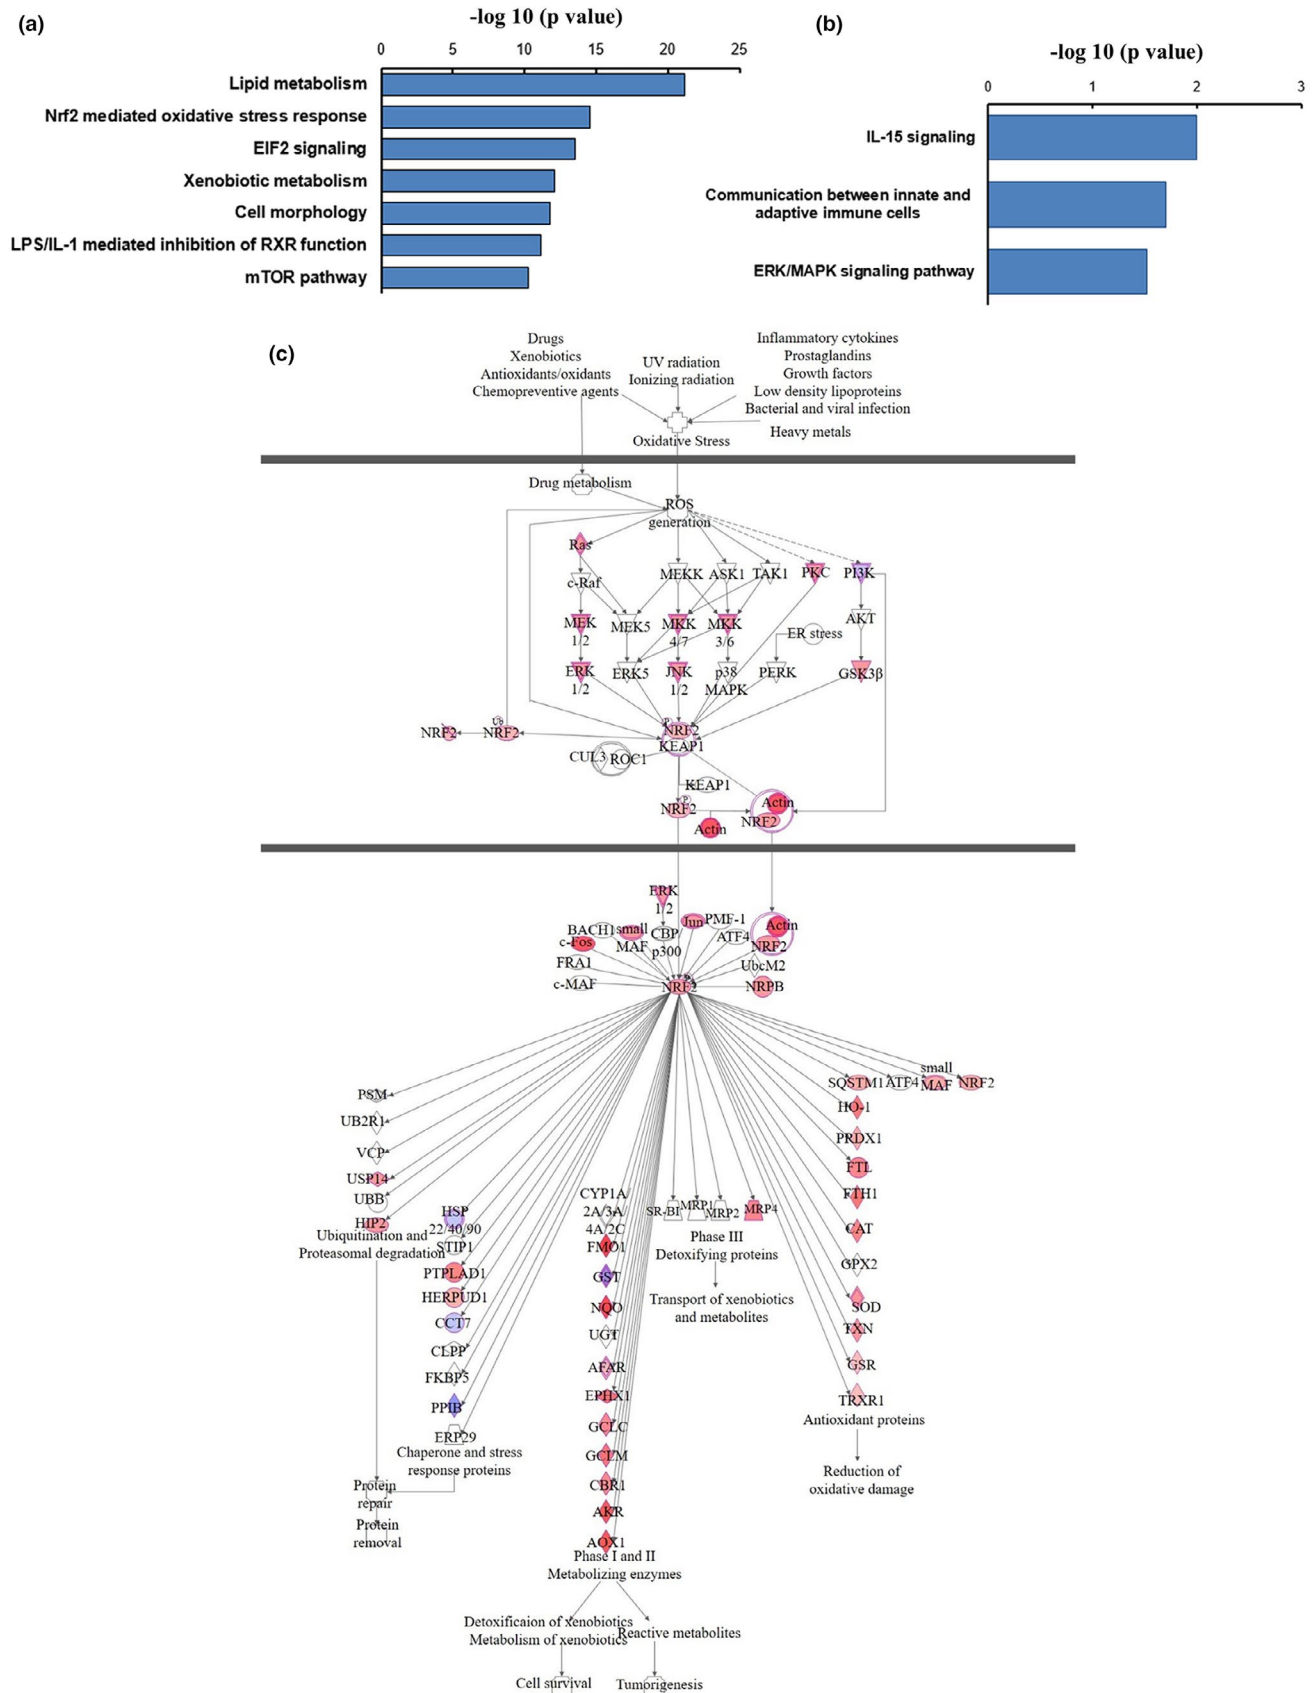 (a)
-log 10 (p value)
0 5 10 15 20 25
Lipid metabolism
Nrf2 mediated oxidative stress response
EIF2 signaling
Xenobiotic metabolism
Cell morphology
LPS/IL-1 mediated inhibition of RXR function
mTOR pathway
(b)
-log 10 (p value)
0 1 2 3
IL-15 signaling
Communication between innate and
adaptive immune cells
ERK/MAPK signaling pathway
(c)
Drugs
Xenobiotics
Antioxidants/oxidants
Chemopreventive agents
UV radiation
Ionizing radiation
Inflammatory cytokines
Prostaglandins
Growth factors
Low density lipoproteins
Bacterial and viral infection
Heavy metals
Oxidative Stress
Drug metabolism
ROS
generation
Ras
c-Raf
MEKK
ASK1
TAK1
PKC
PI3K
MEK
1/2
MEK5
MKK
4/7
MKK
3/6
ER stress
AKT
ERK
1/2
ERK5
JNK
1/2
p38
MAPK
PERK
GSK3β
NRF2
Ub
NRF2
P
NRF2
KEAP1
CUL3
ROC1
KEAP1
P
NRF2
Actin
Actin
NRF2
ERK
1/2
BACH1
small
MAF
c-Fos
CBP
p300
Jun
PMF-1
ATF4
Actin
NRF2
FRA1
UbcM2
c-MAF
NRF2
NRPB
PSM
UB2R1
VCP
USP14
UBB
HIP2
Ubiquitination and
Proteasomal degradation
HSP
22/40/90
STIP1
PTPLAD1
HERPUD1
CCT7
CLPP
FKBP5
PPIB
ERP29
Chaperone and stress
response proteins
Protein
repair
Protein
removal
CYP1A
2A/3A
4A/2C
FMO1
GST
NQO
UGT
AFAR
EPHX1
GCLC
GCLM
CBR1
AKR
AOX1
Phase I and II
Metabolizing enzymes
Detoxificaion of xenobiotics
Metabolism of xenobiotics
Reactive metabolites
Cell survival
Tumorigenesis
SR-BI
MRP1
MRP2
MRP4
Phase III
Detoxifying proteins
Transport of xenobiotics
and metabolites
SQSTM1
ATF4
small
MAF
NRF2
HO-1
PRDX1
FTL
FTH1
CAT
GPX2
SOD
TXN
GSR
TRXR1
Antioxidant proteins
Reduction of
oxidative damage